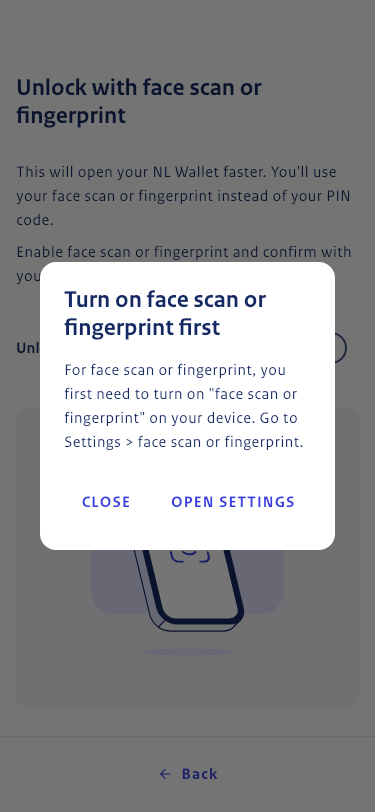 Unlock with face scan or
fingerprint
This will open your NL Wallet faster. You'll use
your face scan or fingerprint instead of your PIN
code.
Enable face scan or fingerprint and confirm with
you
Unl
Turn on face scan or
fingerprint first
For face scan or fingerprint, you
first need to turn on "face scan or
fingerprint" on your device. Go to
Settings > face scan or fingerprint.
CLOSE
OPEN SETTINGS
Back